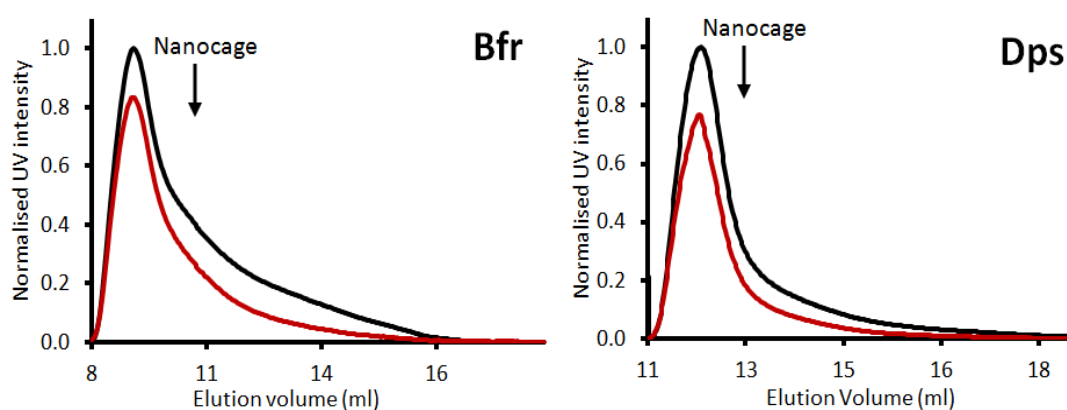 Bfr
Nanocage
Normalised UV intensity
1.0
0.8
0.6
0.4
0.2
0.0
8 11 14 16
Elution volume (ml)
Dps
Nanocage
Normalised UV intensity
1.0
0.8
0.6
0.4
0.2
0.0
11 13 15 16 18
Elution Volume (ml)